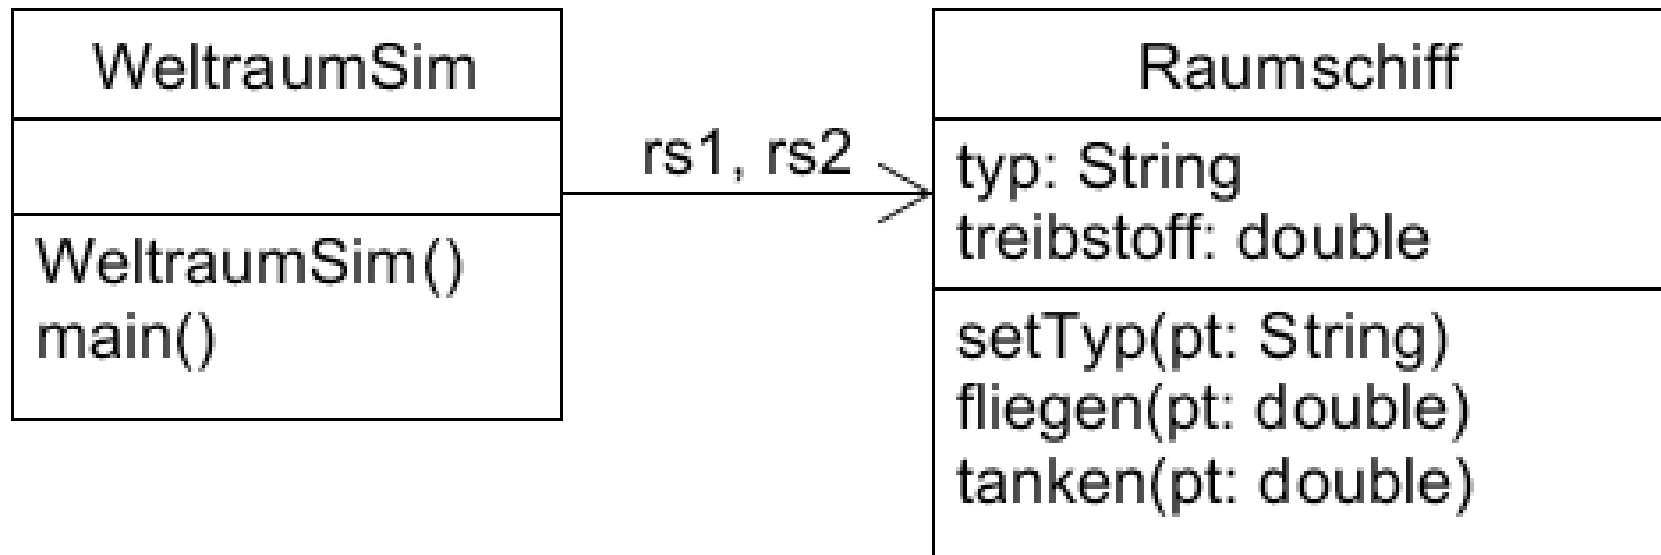 WeltraumSim
WeltraumSim()
main()
rs1, rs2
Raumschiff
typ: String
treibstoff: double
setTyp(pt: String)
fliegen(pt: double)
tanken(pt: double)